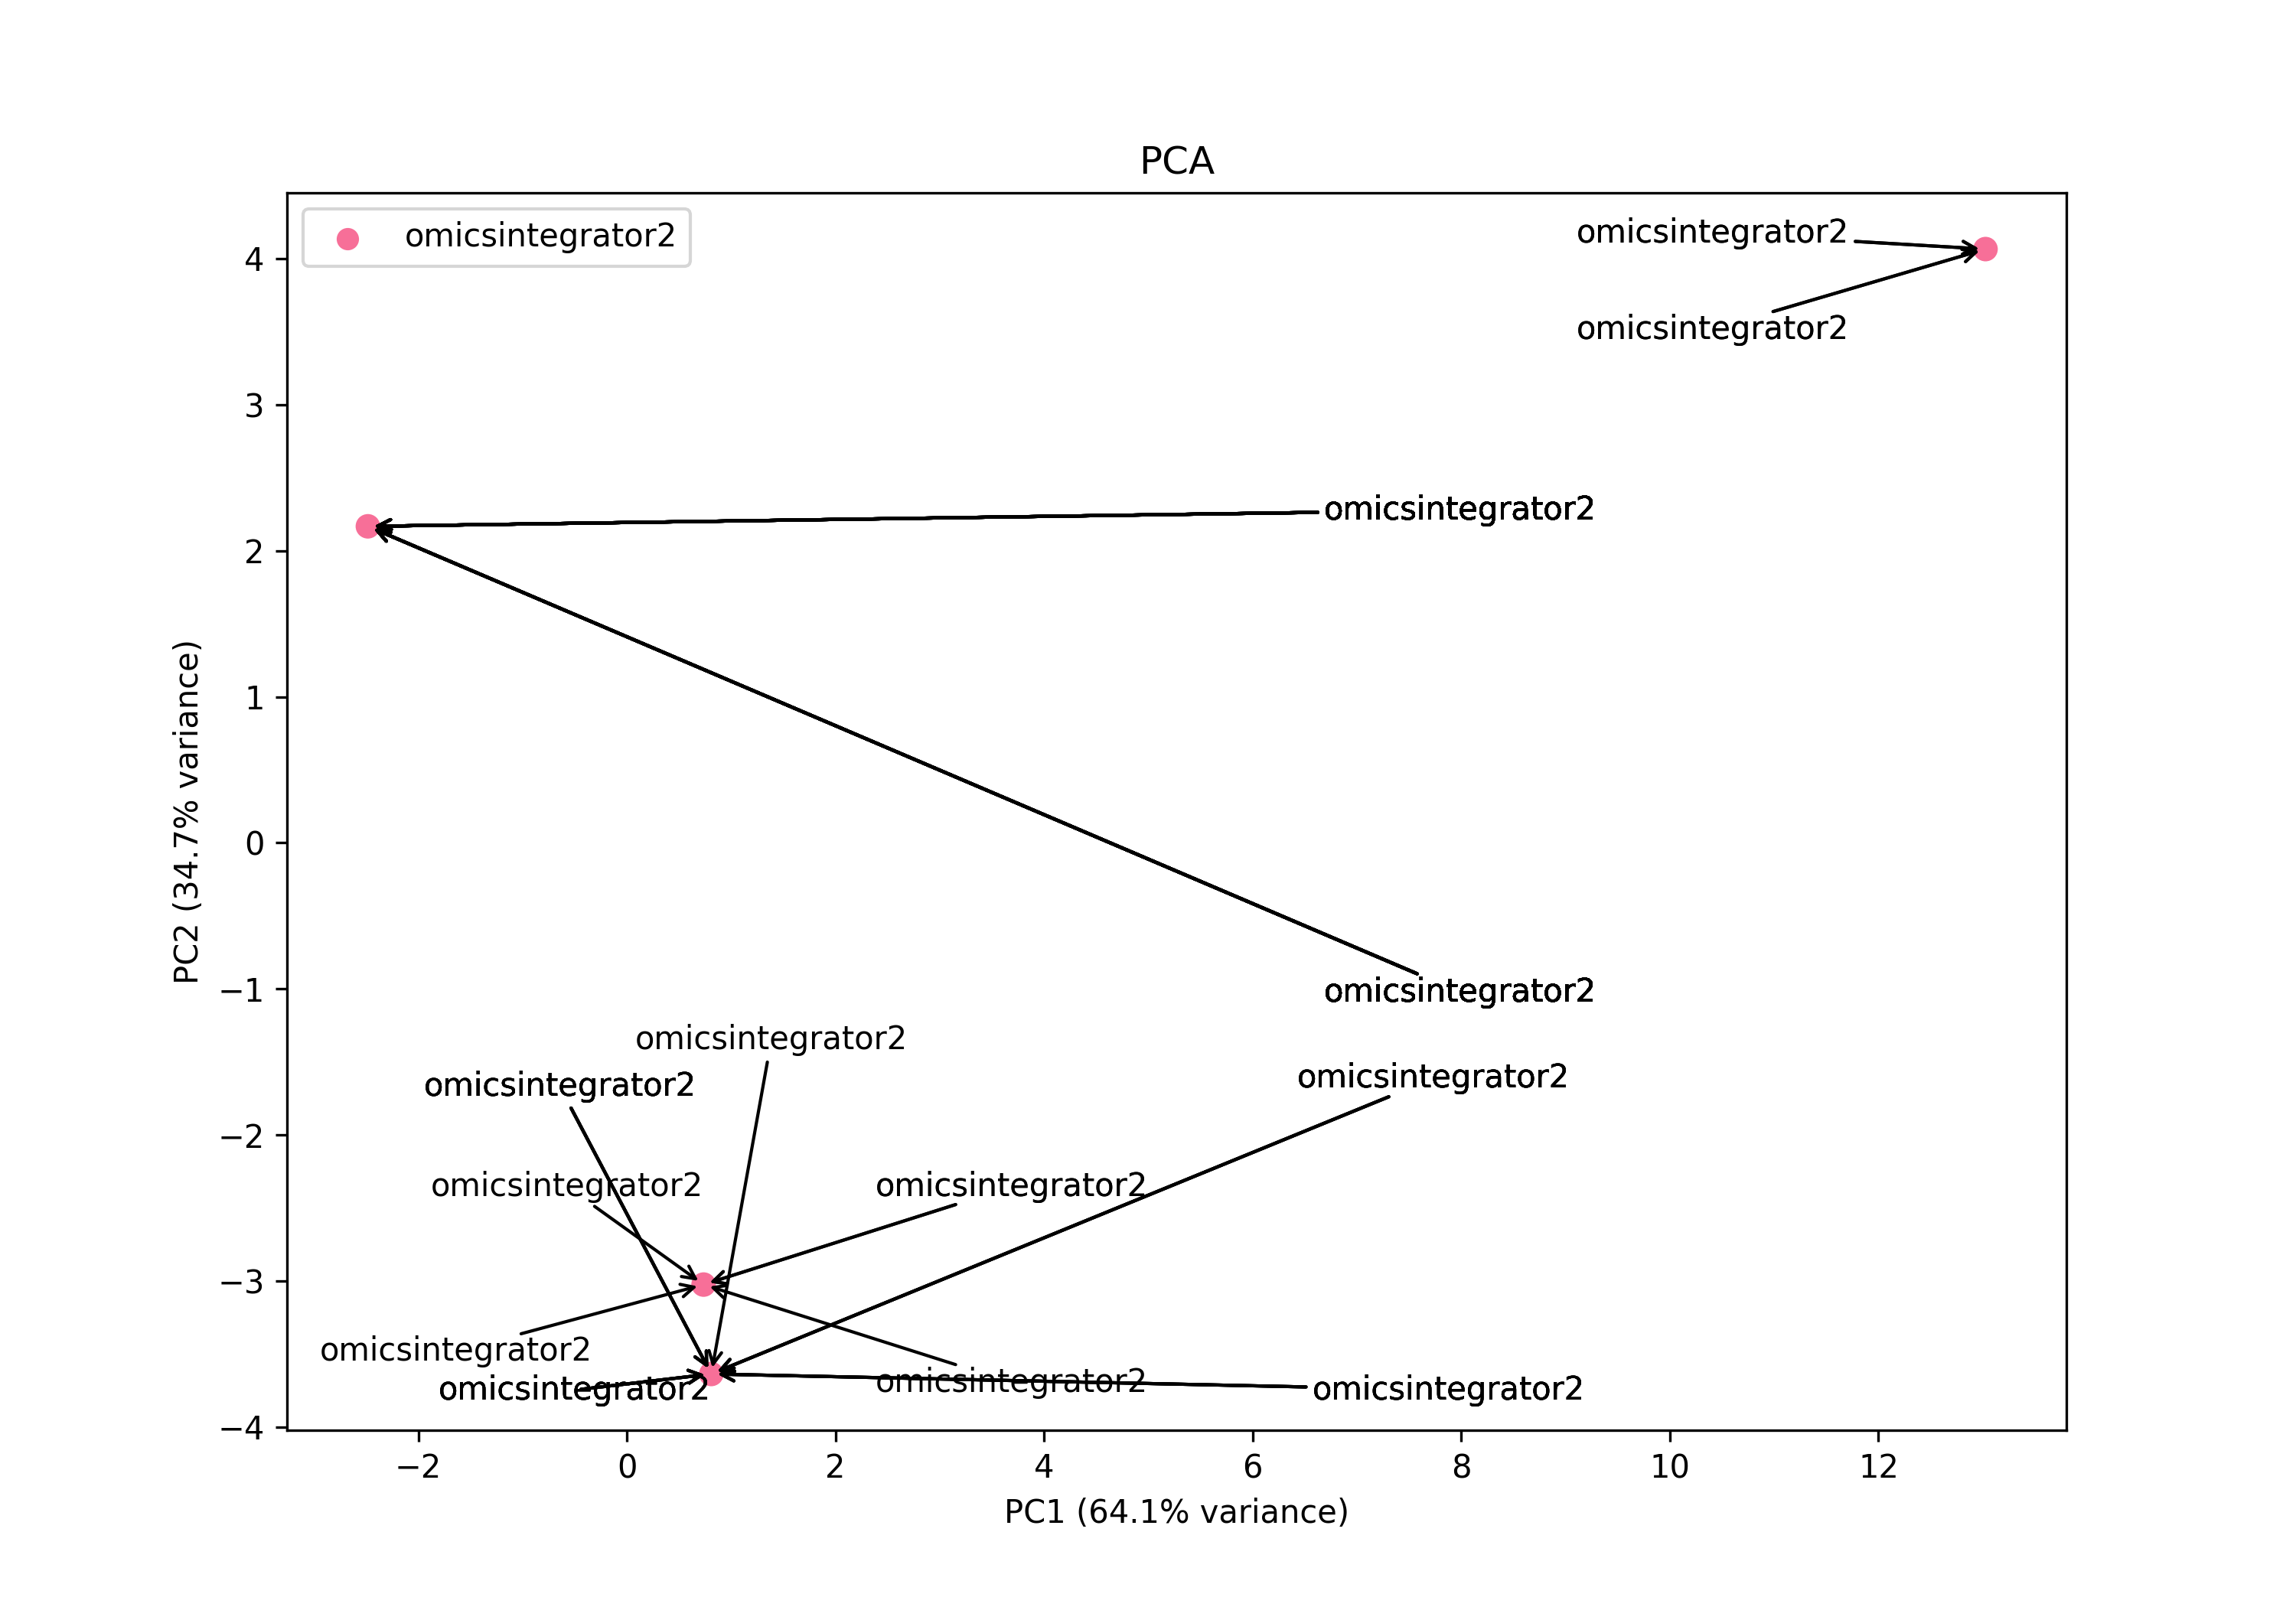 PCA
omicsintegrator2
omicsintegrator2
omicsintegrator2
omicsintegrator2
omicsintegrator2
omicsintegrator2
omicsintegrator2
omicsintegrator2
omicsintegrator2
omicsintegrator2
omicsintegrator2
omicsintegrator2
omicsintegrator2
omicsintegrator2
4
3
2
1
0
−1
−2
−3
−4
PC2 (34.7% variance)
−2 0 2 4 6 8 10 12
PC1 (64.1% variance)